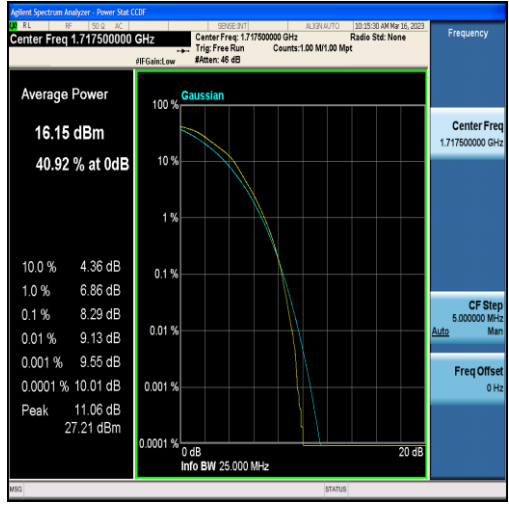 Agilent Spectrum Analyzer - Power Stat CCDF
RL RF 50 Ω AC SENSE:INT ALIGN AUTO 10:15:30 AM Mar 16, 2023
Center Freq 1.717500000 GHz
Center Freq: 1.717500000 GHz Radio Std: None
Trig: Free Run Counts:1.00 M/1.00 Mpt
#IFGain:Low #Atten: 46 dB
Frequency
Average Power
16.15 dBm
40.92 % at 0dB
10.0 % 4.36 dB
1.0 % 6.86 dB
0.1 % 8.29 dB
0.01 % 9.13 dB
0.001 % 9.55 dB
0.0001 % 10.01 dB
Peak 11.06 dB
27.21 dBm
Gaussian
100 %
10 %
1 %
0.1 %
0.01 %
0.001 %
0.0001 %
0 dB 20 dB
Info BW 25.000 MHz
Center Freq
1.717500000 GHz
CF Step
5.000000 MHz
Auto Man
Freq Offset
0 Hz
MSG STATUS